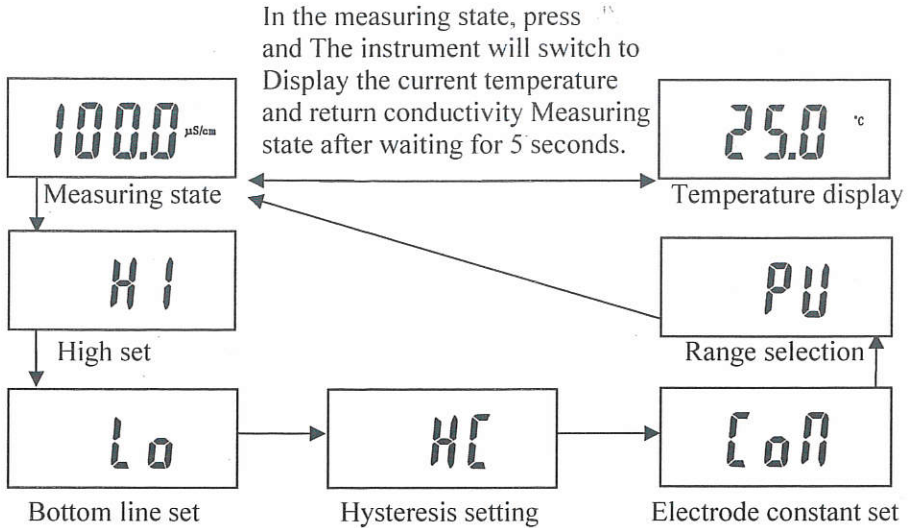 In the measuring state, press
and The instrument will switch to
Display the current temperature
and return conductivity Measuring
state after waiting for 5 seconds.
100.0 µS/cm
Measuring state
25.0 °C
Temperature display
HI
High set
PU
Range selection
Lo
Bottom line set
HC
Hysteresis setting
Con
Electrode constant set